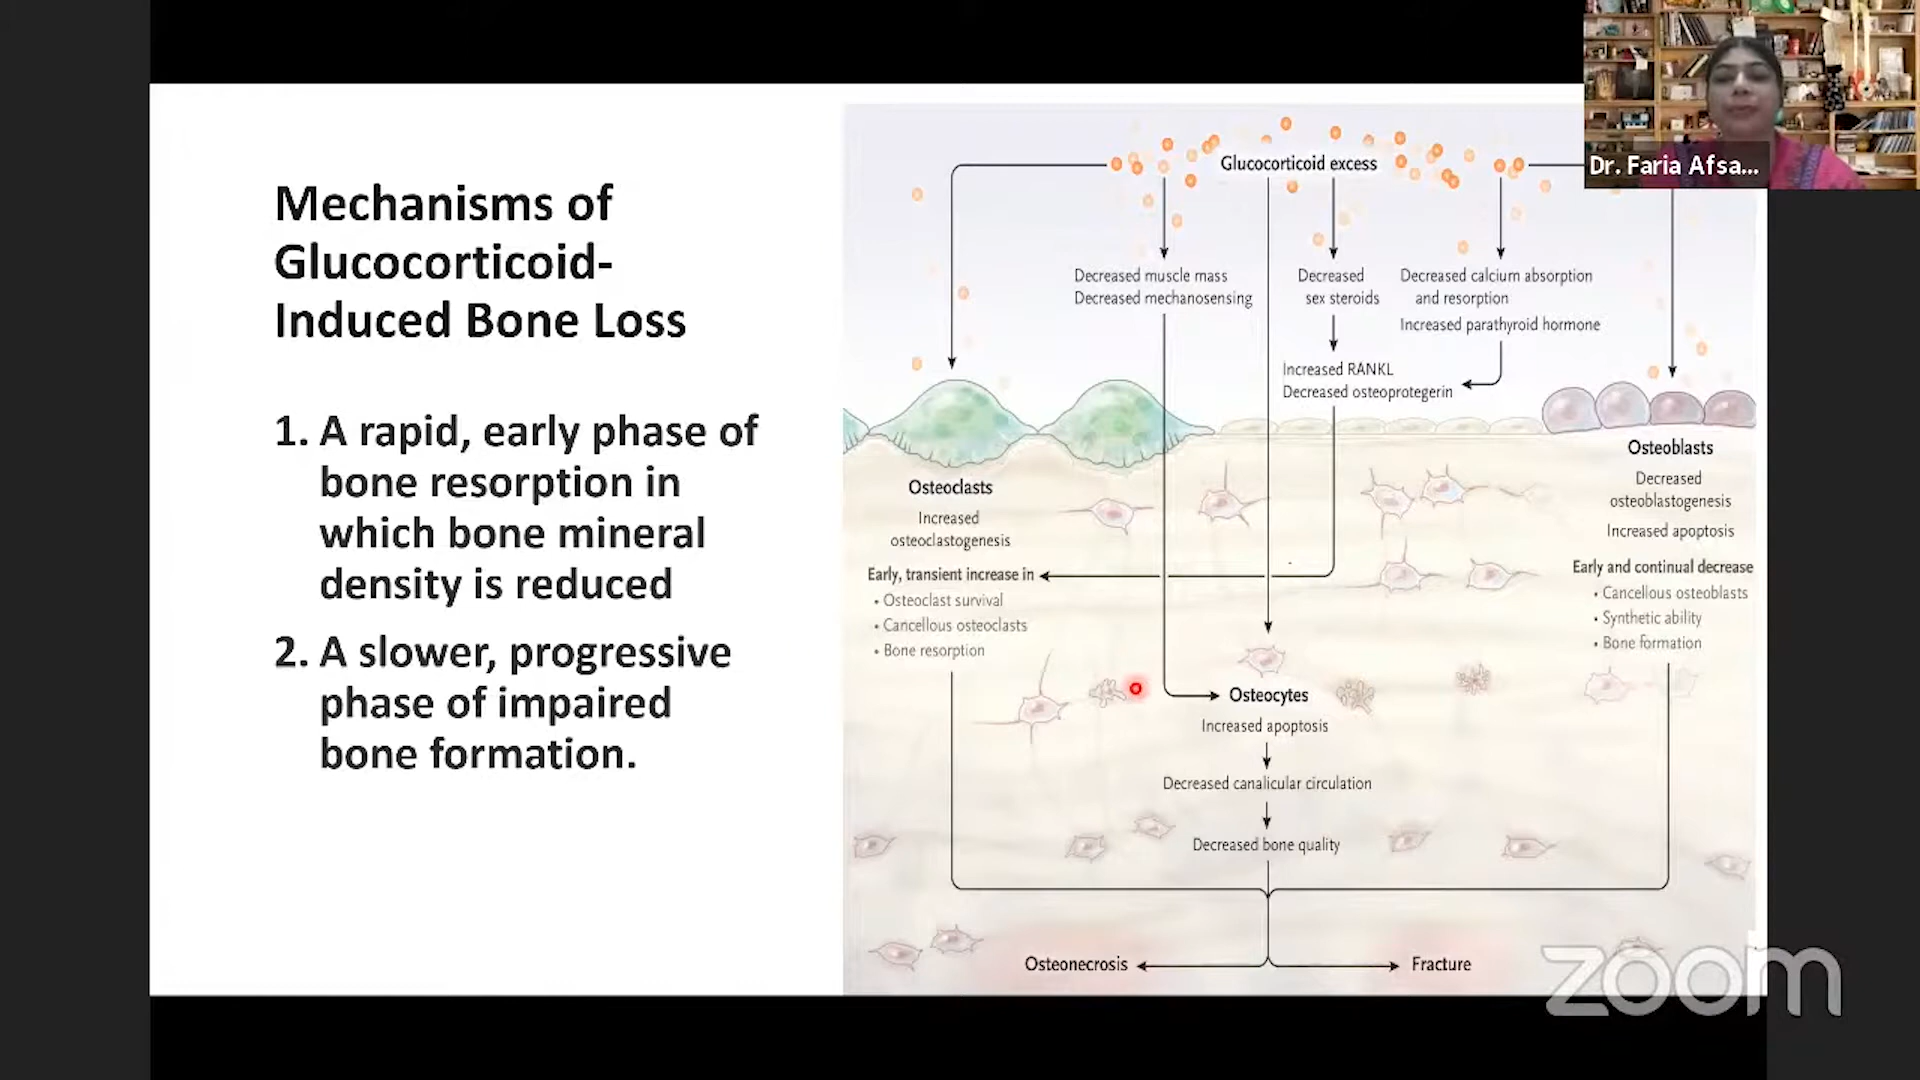 Mechanisms of
Glucocorticoid-
Induced Bone Loss
1. A rapid, early phase of
bone resorption in
which bone mineral
density is reduced
2. A slower, progressive
phase of impaired
bone formation.
Glucocorticoid excess
Decreased muscle mass
Decreased mechanosensing
Decreased
sex steroids
Decreased calcium absorption
and resorption
Increased parathyroid hormone
Increased RANKL
Decreased osteoprotegerin
Osteoclasts
Increased
osteoclastogenesis
Early, transient increase in
• Osteoclast survival
• Cancellous osteoclasts
• Bone resorption
Osteoblasts
Decreased
osteoblastogenesis
Increased apoptosis
Early and continual decrease
• Cancellous osteoblasts
• Synthetic ability
• Bone formation
Osteocytes
Increased apoptosis
Decreased canalicular circulation
Decreased bone quality
Osteonecrosis
Fracture
Dr. Faria Afsa...
zoom